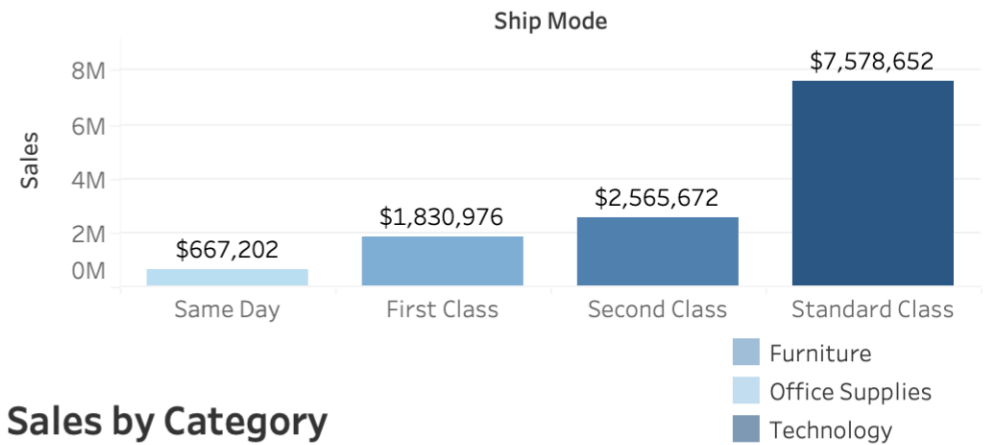 Ship Mode
Sales
8M
6M
4M
2M
0M
$667,202
$1,830,976
$2,565,672
$7,578,652
Same Day
First Class
Second Class
Standard Class
Furniture
Office Supplies
Technology
Sales by Category